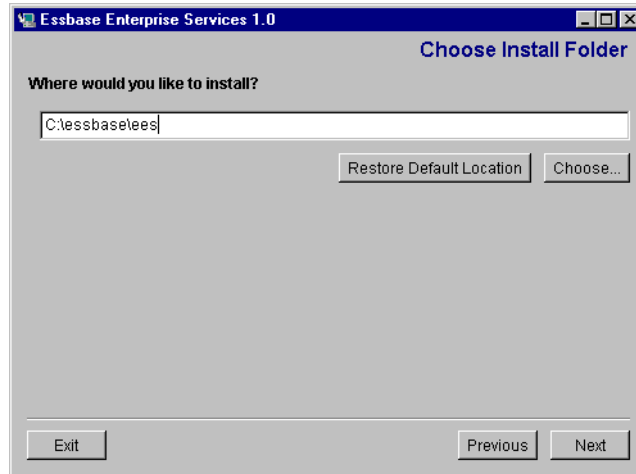 Essbase Enterprise Services 1.0
Choose Install Folder
Where would you like to install?
C:\essbase\ees
Restore Default Location Choose...
Exit Previous Next